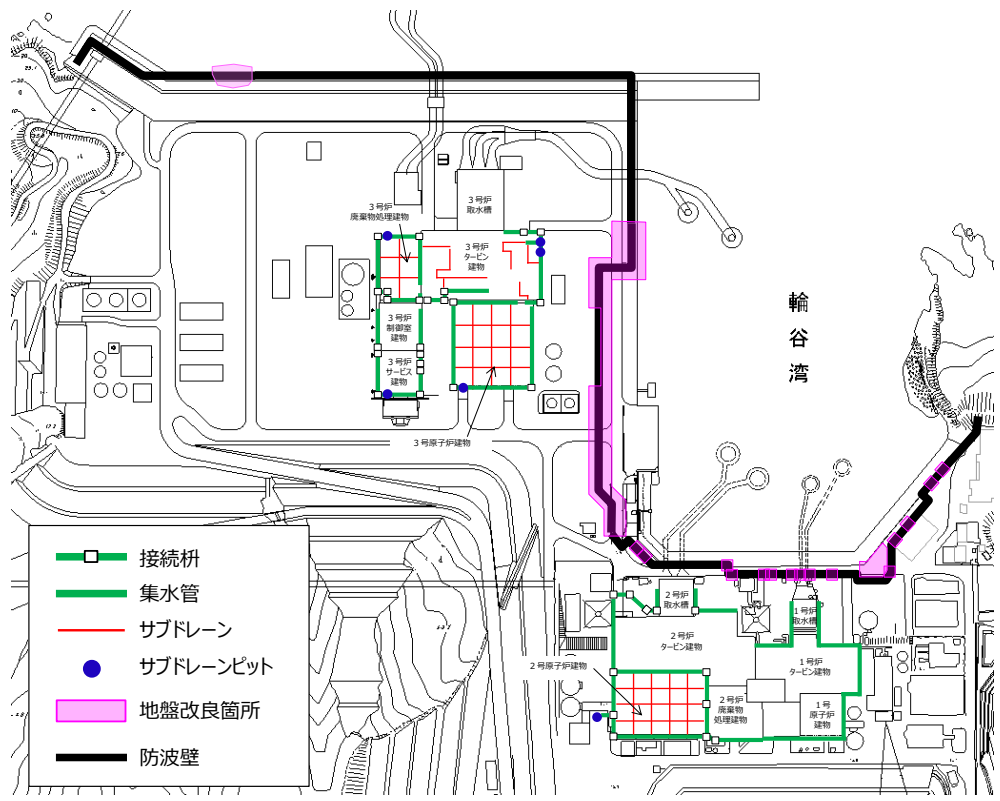 3号炉
廃棄物処理建物
3号炉
取水槽
3号炉
タービン
建物
3号炉
制御室
建物
3号炉
サービス
建物
3号原子炉建物
輪
谷
湾
接続枡
集水管
サブドレーン
サブドレーンピット
地盤改良箇所
防波壁
2号炉
取水槽
1号炉
取水槽
2号炉
タービン建物
1号炉
タービン建物
2号原子炉建物
2号炉
廃棄物
処理建物
1号
原子炉
建物